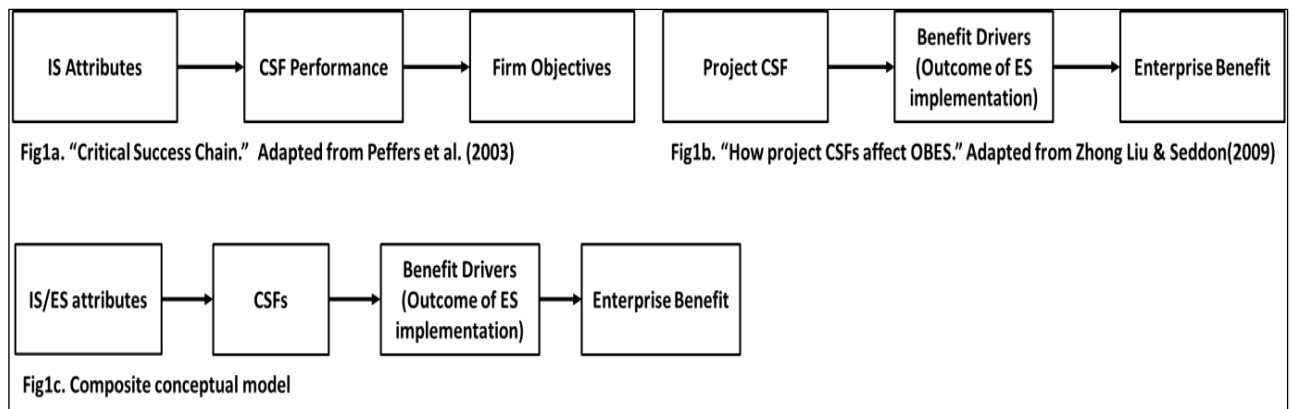 IS Attributes
CSF Performance
Firm Objectives
Project CSF
Benefit Drivers
(Outcome of ES
implementation)
Enterprise Benefit
Fig1a. “Critical Success Chain.” Adapted from Peffers et al. (2003)
Fig1b. “How project CSFs affect OBES.” Adapted from Zhong Liu & Seddon(2009)
IS/ES attributes
CSFs
Benefit Drivers
(Outcome of ES
implementation)
Enterprise Benefit
Fig1c. Composite conceptual model